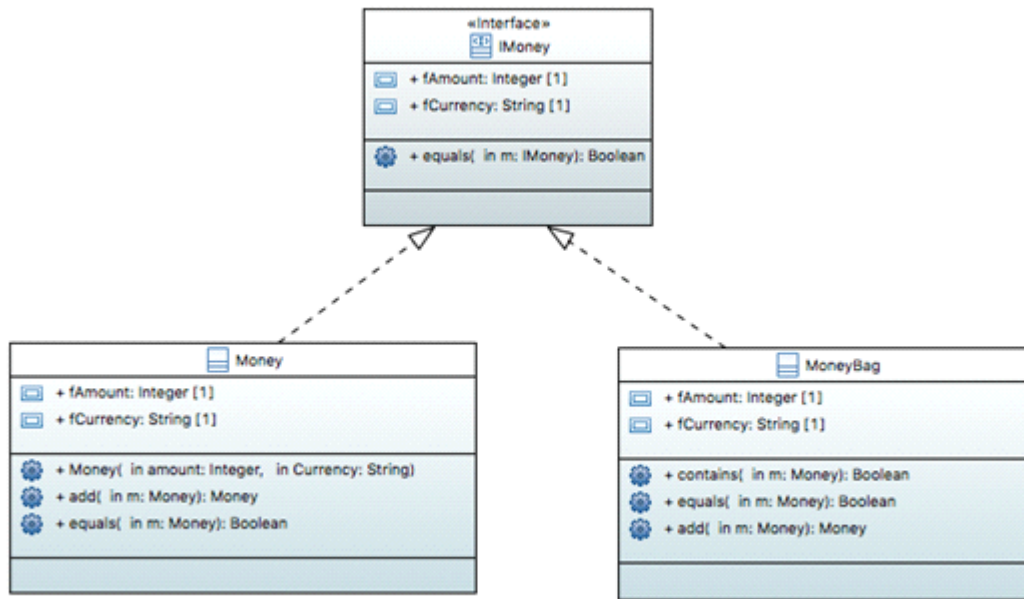 «Interface»
IMoney
+ fAmount: Integer [1]
+ fCurrency: String [1]
+ equals( in m: IMoney): Boolean
Money
+ fAmount: Integer [1]
+ fCurrency: String [1]
+ Money( in amount: Integer, in Currency: String)
+ add( in m: Money): Money
+ equals( in m: Money): Boolean
MoneyBag
+ fAmount: Integer [1]
+ fCurrency: String [1]
+ contains( in m: Money): Boolean
+ equals( in m: Money): Boolean
+ add( in m: Money): Money